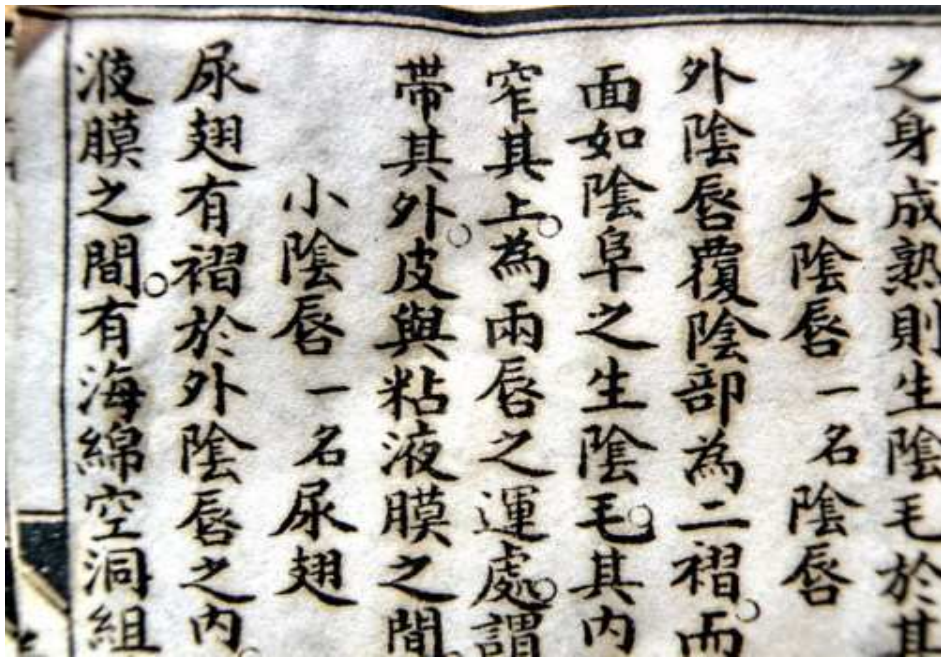 之身成熟則生陰毛於其
大陰唇一名陰唇
外陰唇覆陰部為二褶。而
面如陰阜之生陰毛。其內
窄其上。為兩唇之運處。謂
帶其外皮與粘液膜之間。
小陰唇一名尿翅
尿翅有褶於外陰唇之內。
液膜之間。有海綿空洞組